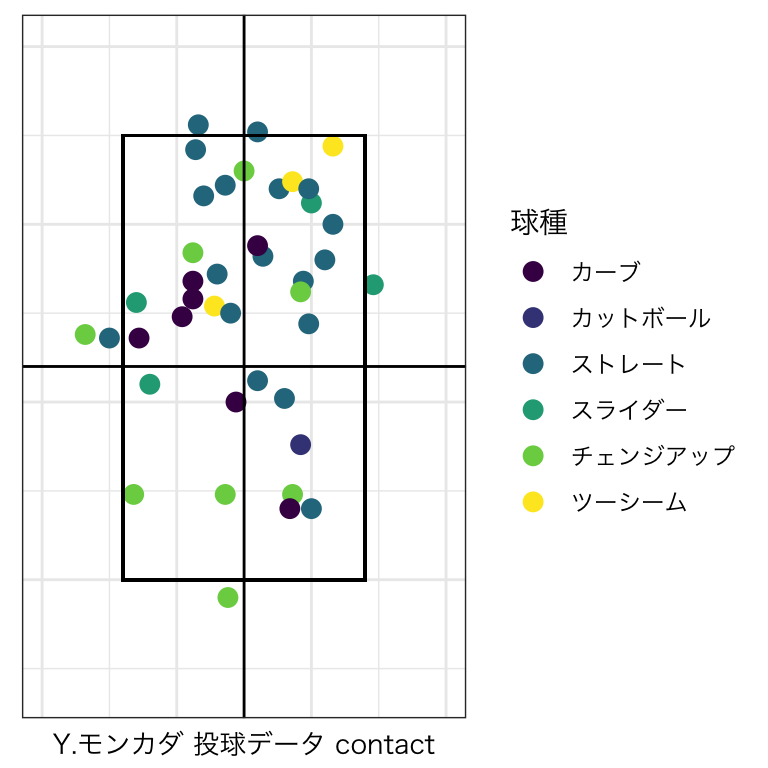 球種
カーブ
カットボール
ストレート
スライダー
チェンジアップ
ツーシーム
Y.モンカダ 投球データ contact